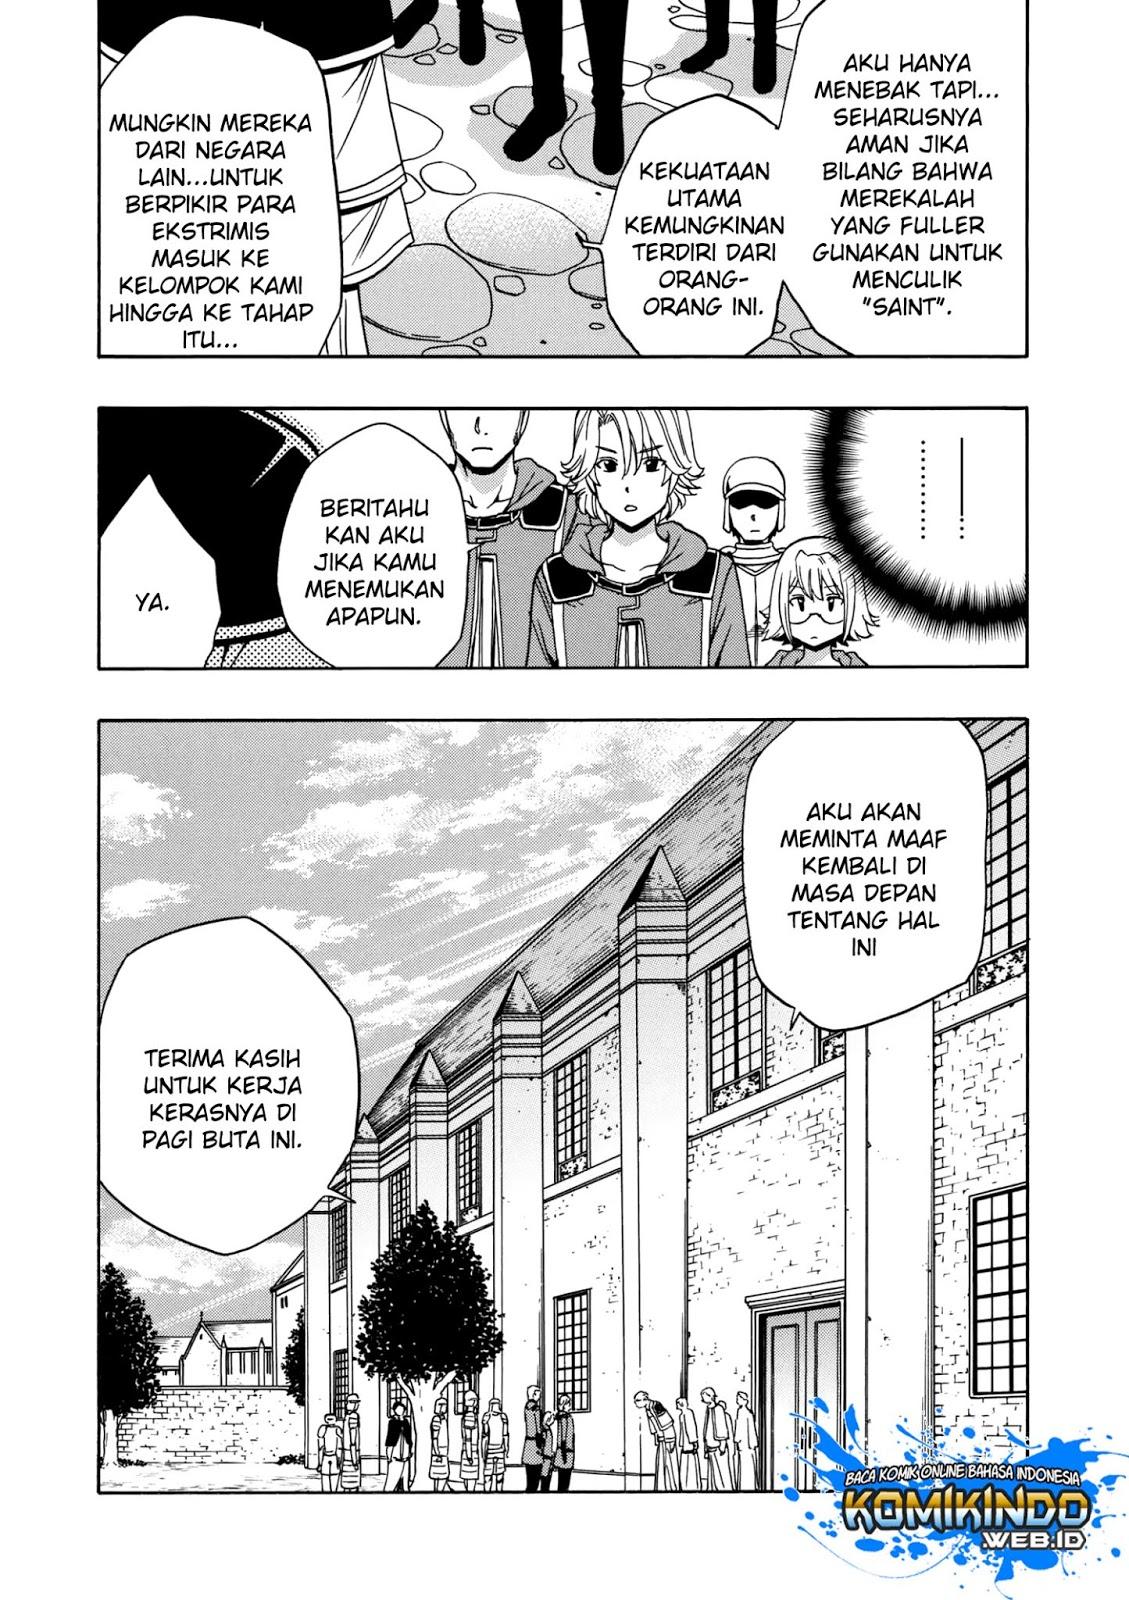 AKU HANYA
MENEBAK TAPI...
SEHARUSNYA
AMAN JIKA
BILANG BAHWA
MEREKALAH
YANG FULLER
GUNAKAN UNTUK
MENCULIK
"SAINT".
KEKUATAAN
UTAMA
KEMUNGKINAN
TERDIRI DARI
ORANG-
ORANG INI.
MUNGKIN MEREKA
DARI NEGARA
LAIN...UNTUK
BERPIKIR PARA
EKSTRIMIS
MASUK KE
KELOMPOK KAMI
HINGGA KE TAHAP
ITU...
BERITAHU
KAN AKU
JIKA KAMU
MENEMUKAN
APAPUN.
YA.
AKU AKAN
MEMINTA MAAF
KEMBALI DI
MASA DEPAN
TENTANG HAL
INI
TERIMA KASIH
UNTUK KERJA
KERASNYA DI
PAGI BUTA INI.
BACA KOMIK ONLINE BAHASA INDONESIA
KOMIKINDO
.WEB.ID